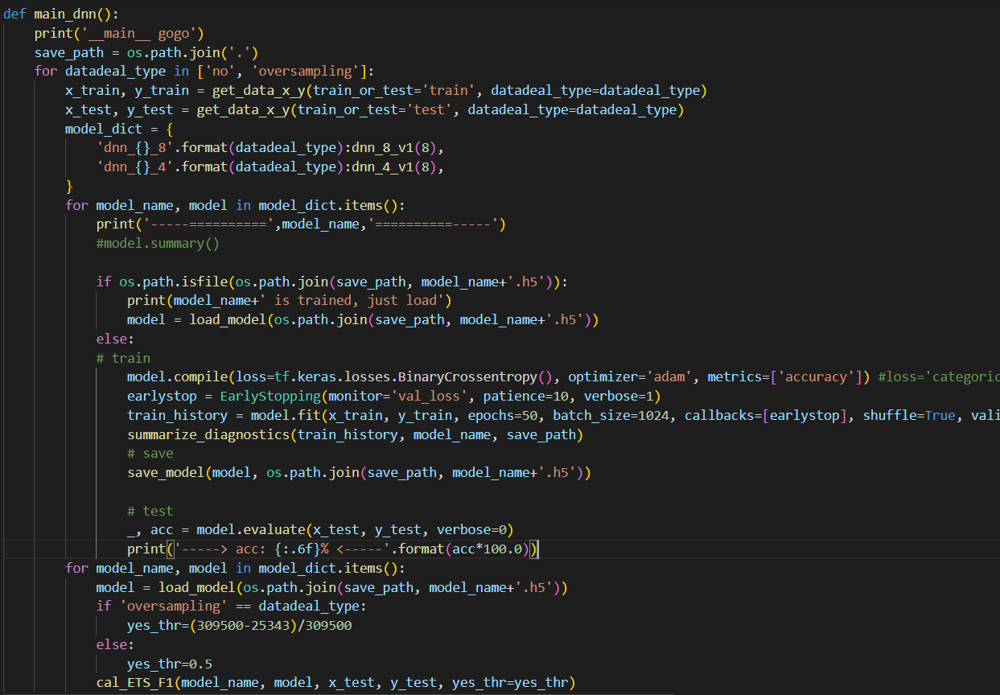 def main_dnn():
    print('__main__ gogo')
    save_path = os.path.join('.')
    for datadeal_type in ['no', 'oversampling']:
        x_train, y_train = get_data_x_y(train_or_test='train', datadeal_type=datadeal_type)
        x_test, y_test = get_data_x_y(train_or_test='test', datadeal_type=datadeal_type)
        model_dict = {
            'dnn_{}_8'.format(datadeal_type):dnn_8_v1(8),
            'dnn_{}_4'.format(datadeal_type):dnn_4_v1(8),
        }
        for model_name, model in model_dict.items():
            print('-----==========',model_name,'==========-----')
            #model.summary()

            if os.path.isfile(os.path.join(save_path, model_name+'.h5')):
                print(model_name+' is trained, just load')
                model = load_model(os.path.join(save_path, model_name+'.h5'))
            else:
            # train
                model.compile(loss=tf.keras.losses.BinaryCrossentropy(), optimizer='adam', metrics=['accuracy']) #loss='categoric
                earlystop = EarlyStopping(monitor='val_loss', patience=10, verbose=1)
                train_history = model.fit(x_train, y_train, epochs=50, batch_size=1024, callbacks=[earlystop], shuffle=True, vali
                summarize_diagnostics(train_history, model_name, save_path)
                # save
                save_model(model, os.path.join(save_path, model_name+'.h5'))

                # test
                _, acc = model.evaluate(x_test, y_test, verbose=0)
                print('-----> acc: {:.6f}% <-----'.format(acc*100.0))
        for model_name, model in model_dict.items():
            model = load_model(os.path.join(save_path, model_name+'.h5'))
            if 'oversampling' == datadeal_type:
                yes_thr=(309500-25343)/309500
            else:
                yes_thr=0.5
            cal_ETS_F1(model_name, model, x_test, y_test, yes_thr=yes_thr)